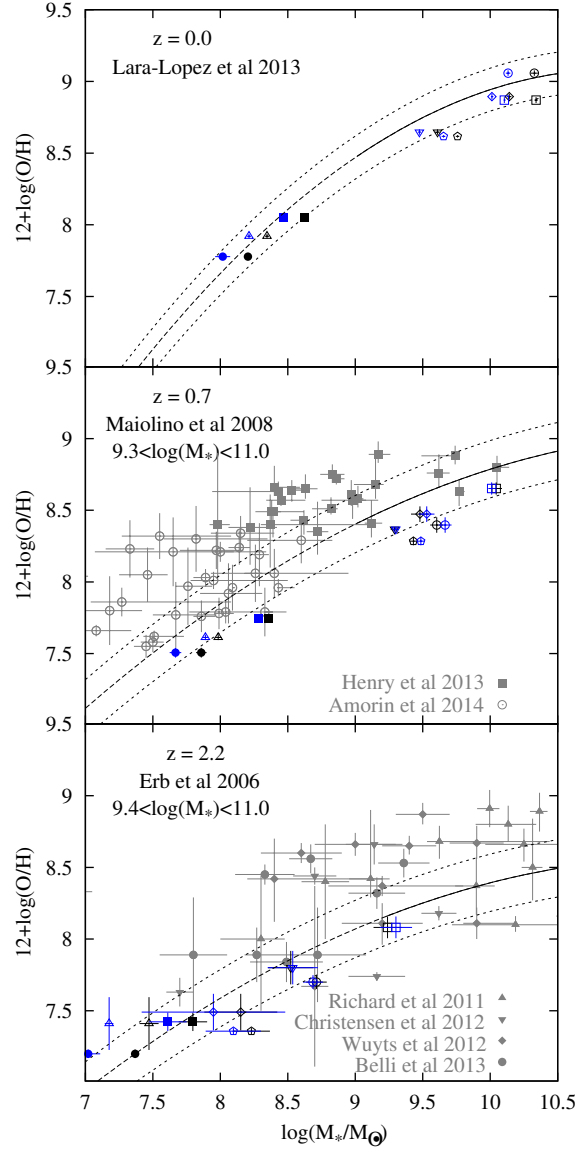 z = 0.0
Lara-Lopez et al 2013
9.5
9
8.5
8
7.5
12+log(O/H)
z = 0.7
Maiolino et al 2008
9.3<log(M*)<11.0
9.5
9
8.5
8
7.5
12+log(O/H)
Henry et al 2013
Amorin et al 2014
z = 2.2
Erb et al 2006
9.4<log(M*)<11.0
9.5
9
8.5
8
7.5
12+log(O/H)
Richard et al 2011
Christensen et al 2012
Wuyts et al 2012
Belli et al 2013
7 7.5 8 8.5 9 9.5 10 10.5
log(M*/M⊙)